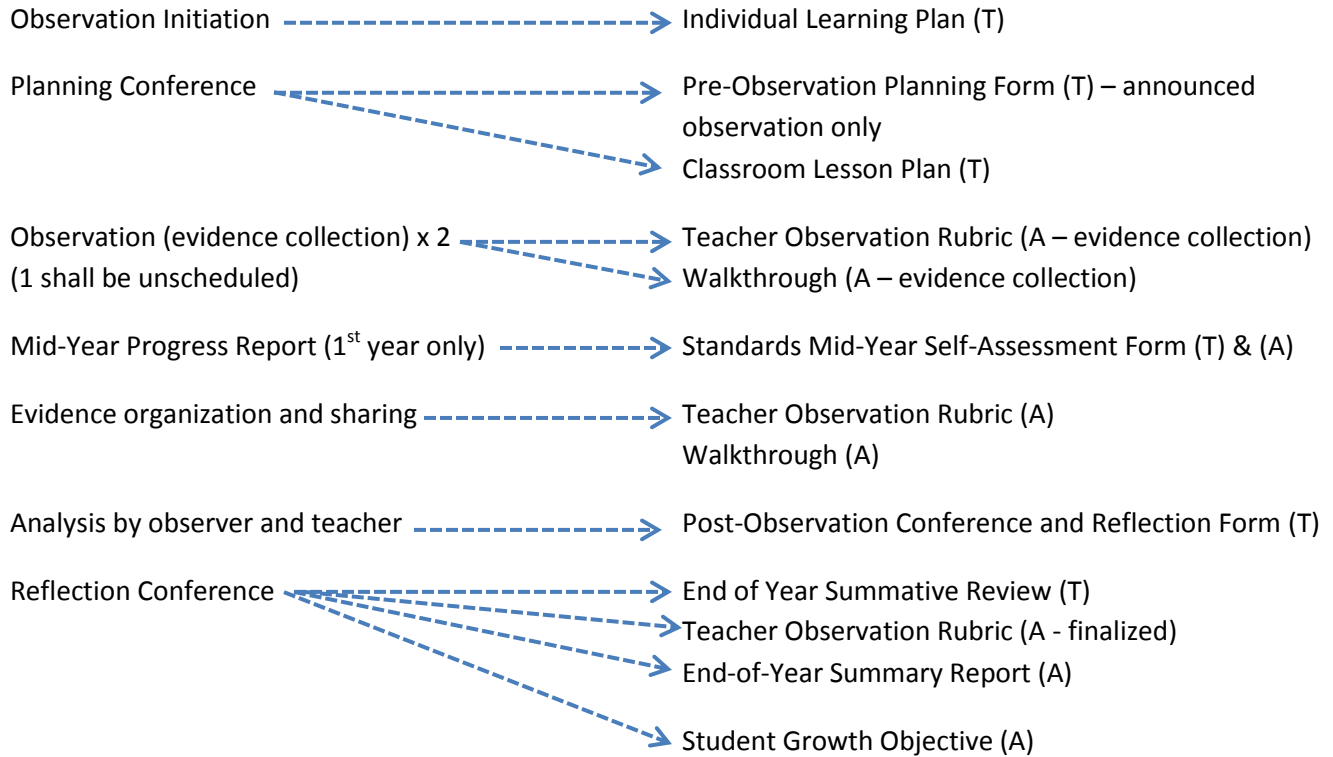 Observation Initiation
Individual Learning Plan (T)
Planning Conference
Pre-Observation Planning Form (T) – announced
observation only
Classroom Lesson Plan (T)
Observation (evidence collection) x 2
(1 shall be unscheduled)
Teacher Observation Rubric (A – evidence collection)
Walkthrough (A – evidence collection)
Mid-Year Progress Report (1st year only)
Standards Mid-Year Self-Assessment Form (T) & (A)
Evidence organization and sharing
Teacher Observation Rubric (A)
Walkthrough (A)
Analysis by observer and teacher
Post-Observation Conference and Reflection Form (T)
Reflection Conference
End of Year Summative Review (T)
Teacher Observation Rubric (A - finalized)
End-of-Year Summary Report (A)
Student Growth Objective (A)